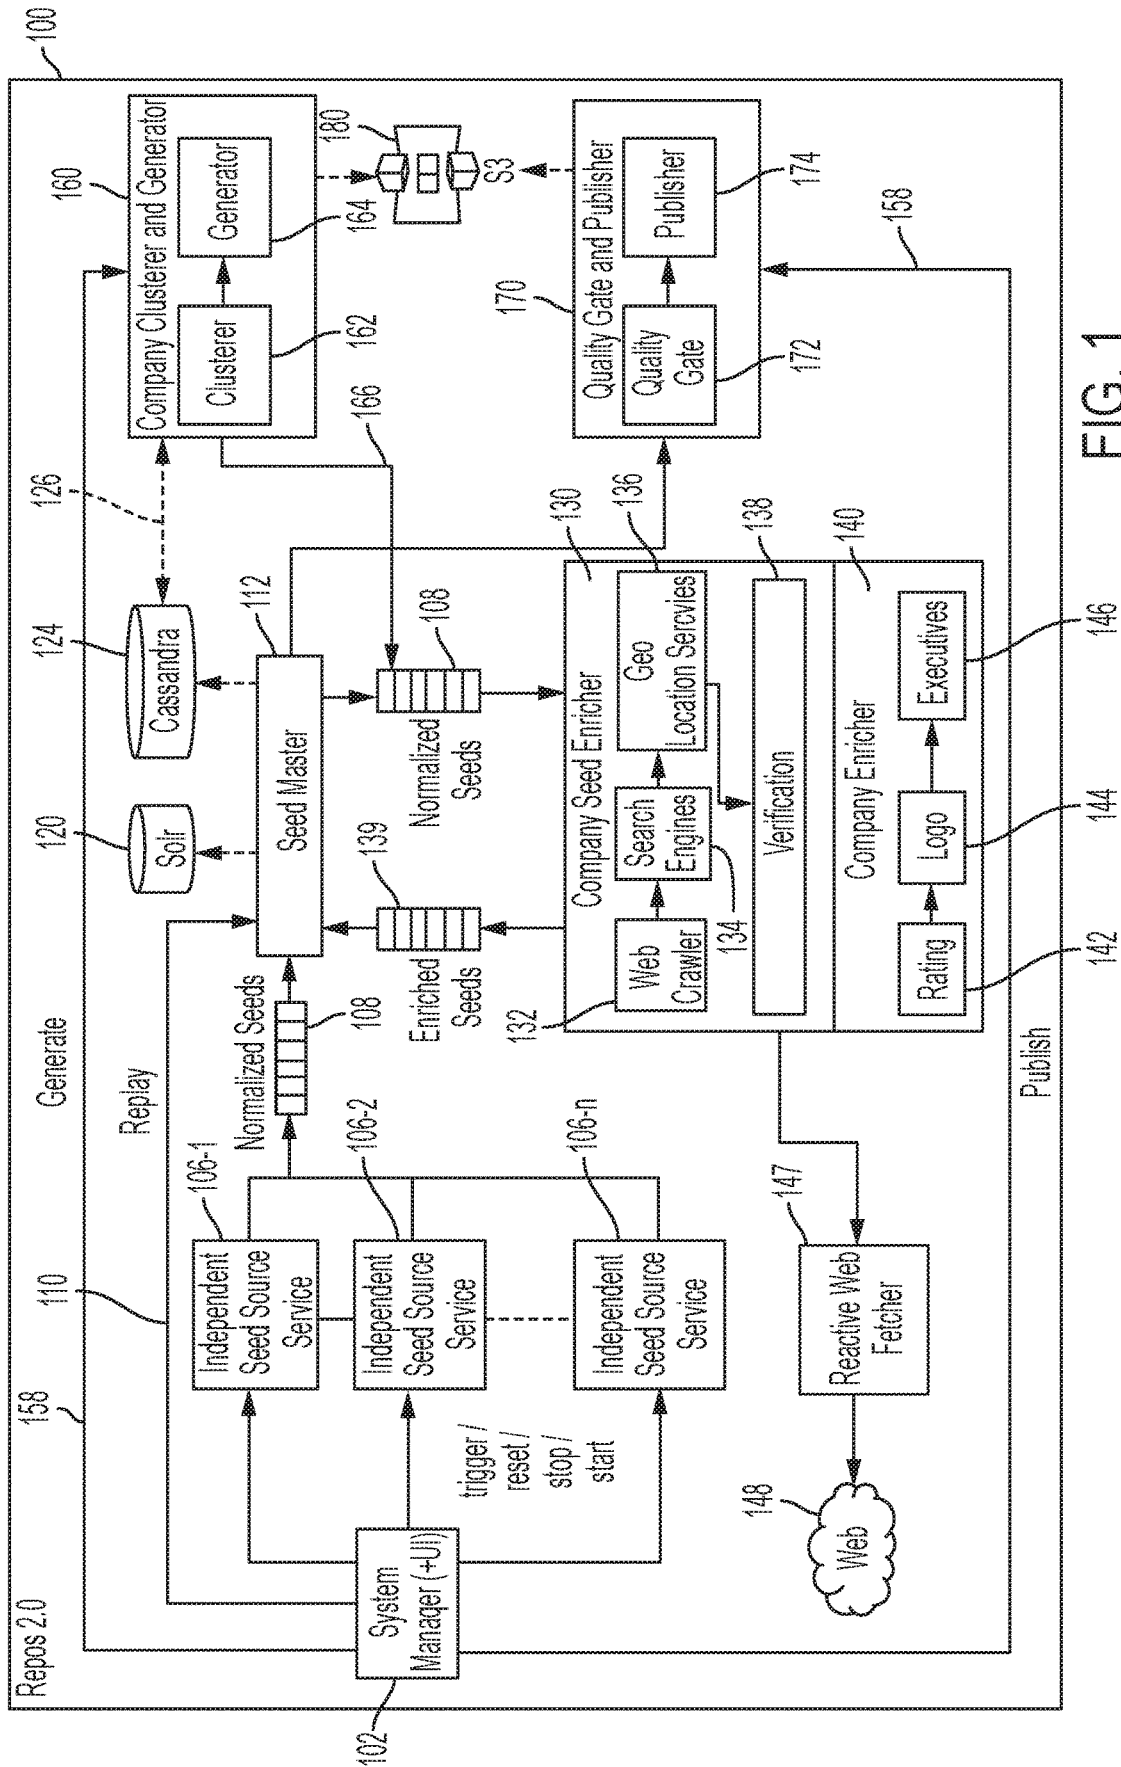 Repos 2.0
100
158
Generate
110
Replay
102
System
Manager (+UI)
trigger /
reset /
stop /
start
106-1
Independent
Seed Source
Service
106-2
Independent
Seed Source
Service
106-n
Independent
Seed Source
Service
Normalized Seeds
108
120
Solr
124
Cassandra
126
112
Seed Master
139
Enriched
Seeds
Normalized
Seeds
108
166
160
Company Clusterer and Generator
Clusterer
162
Generator
164
180
S3
170
Quality Gate and Publisher
Quality
Gate
172
Publisher
174
158
130
Company Seed Enricher
132
Web
Crawler
Search
Engines
134
136
Geo
Location Sercvies
138
Verification
140
Company Enricher
Rating
142
Logo
144
Executives
146
147
Reactive Web
Fetcher
148
Web
Publish
FIG. 1